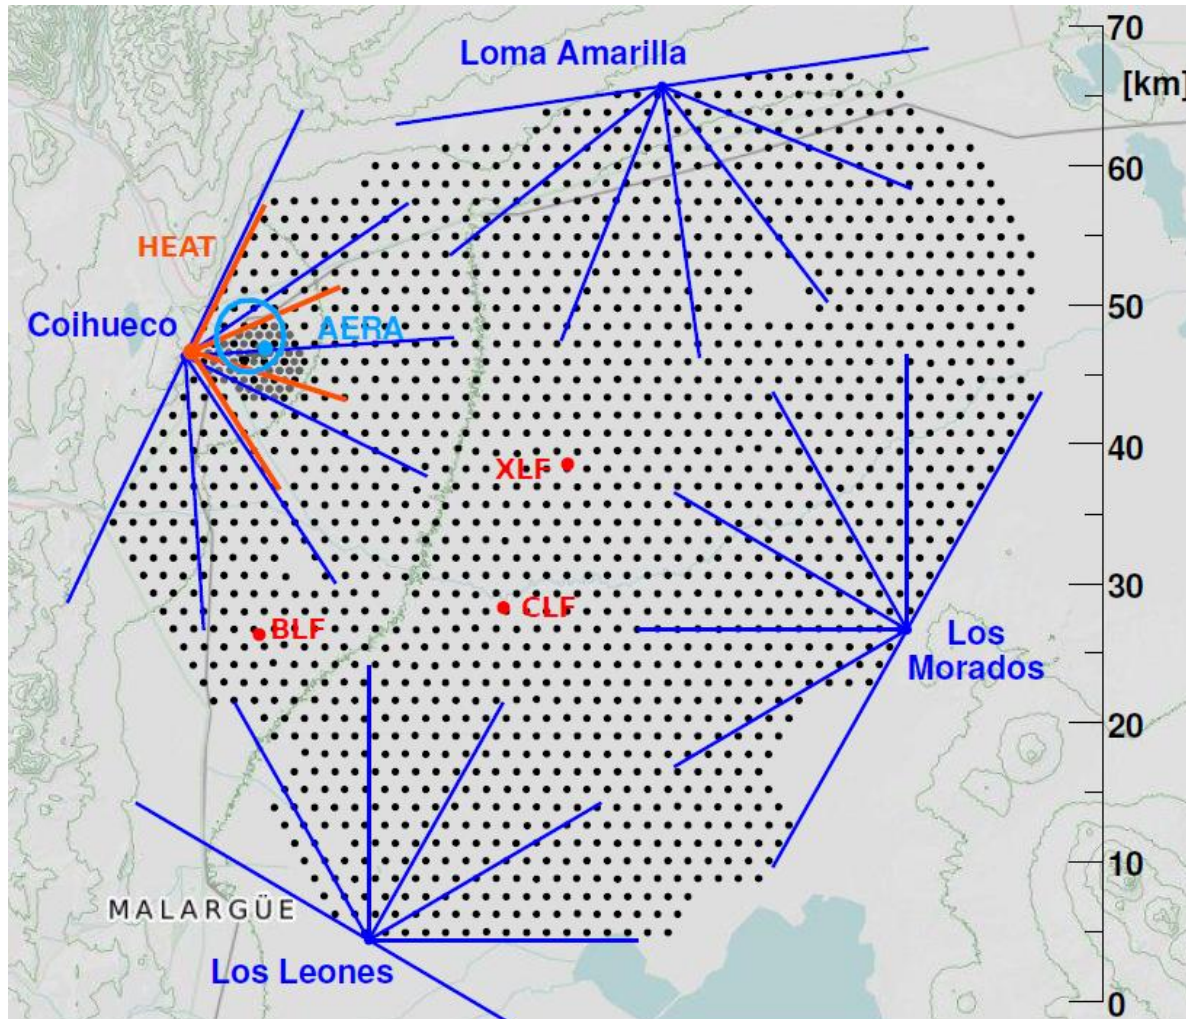 Loma Amarilla
70
[km]
60
HEAT
50
Coihueco
AERA
40
XLF
30
CLF
BLF
Los
Morados
20
10
MALARGÜE
Los Leones
0